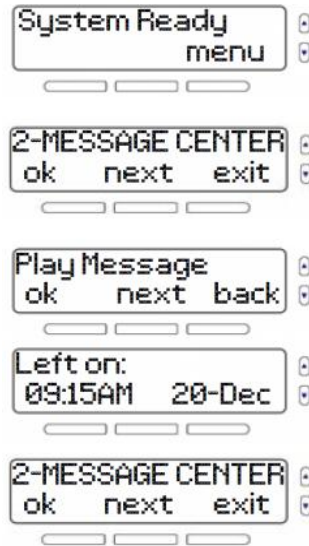 System Ready
menu
2-MESSAGE CENTER
ok next exit
Play Message
ok next back
Left on:
09:15AM 20-Dec
2-MESSAGE CENTER
ok next exit